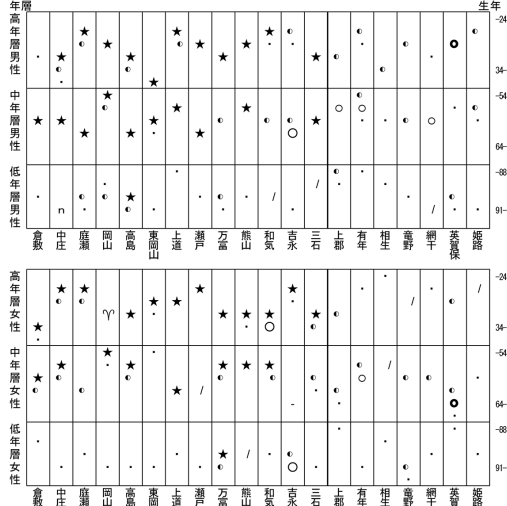 年層 生年
高年層男性 −24 34−
中年層男性 −54 64−
低年層男性 −88 91−
倉敷 中庄 庭瀬 岡山 高島 東岡山 上道 瀬戸 万富 熊山 和気 吉永 三石 上郡 有年 相生 竜野 網干 英賀保 姫路
高年層女性 −24 34−
中年層女性 −54 64−
低年層女性 −88 91−
倉敷 中庄 庭瀬 岡山 高島 東岡 上道 瀬戸 万富 熊山 和気 吉永 三石 上郡 有年 相生 竜野 網干 英賀 姫路